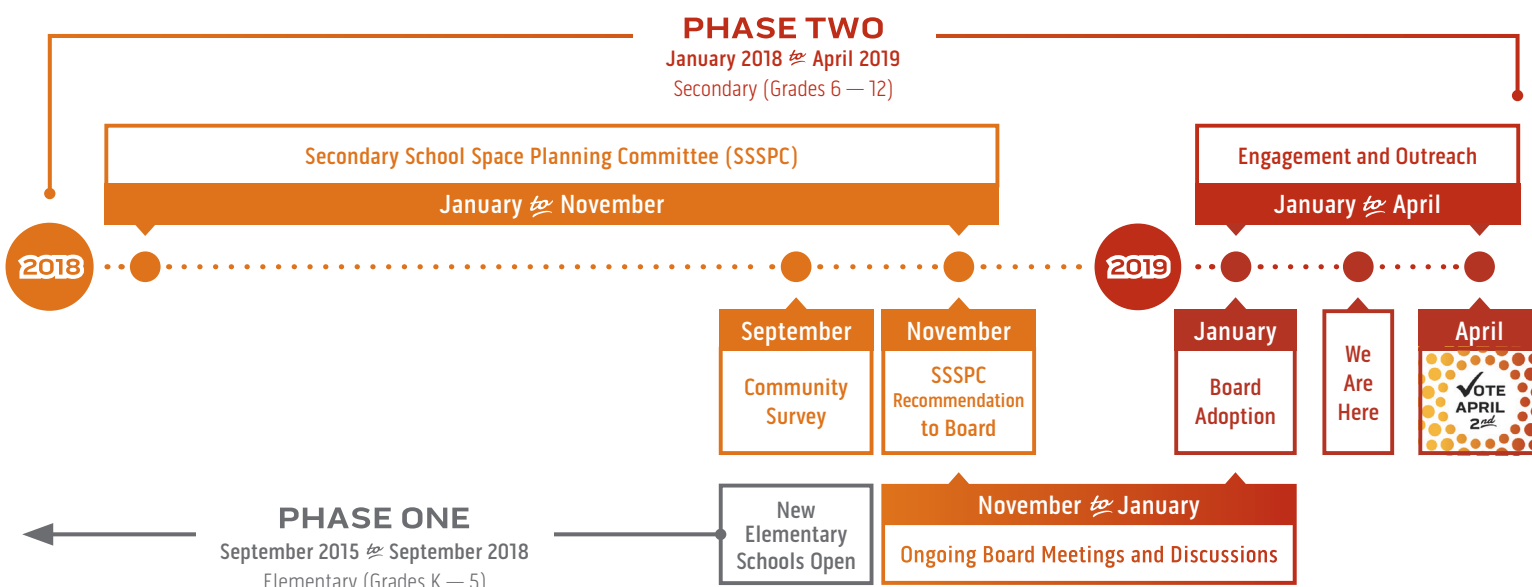 PHASE TWO
January 2018 to April 2019
Secondary (Grades 6 — 12)
Secondary School Space Planning Committee (SSSPC)
January to November
Engagement and Outreach
January to April
2018
2019
September
Community
Survey
November
SSSPC
Recommendation
to Board
January
Board
Adoption
We
Are
Here
April
VOTE
APRIL
2nd
PHASE ONE
September 2015 to September 2018
Elementary (Grades K — 5)
New
Elementary
Schools Open
November to January
Ongoing Board Meetings and Discussions